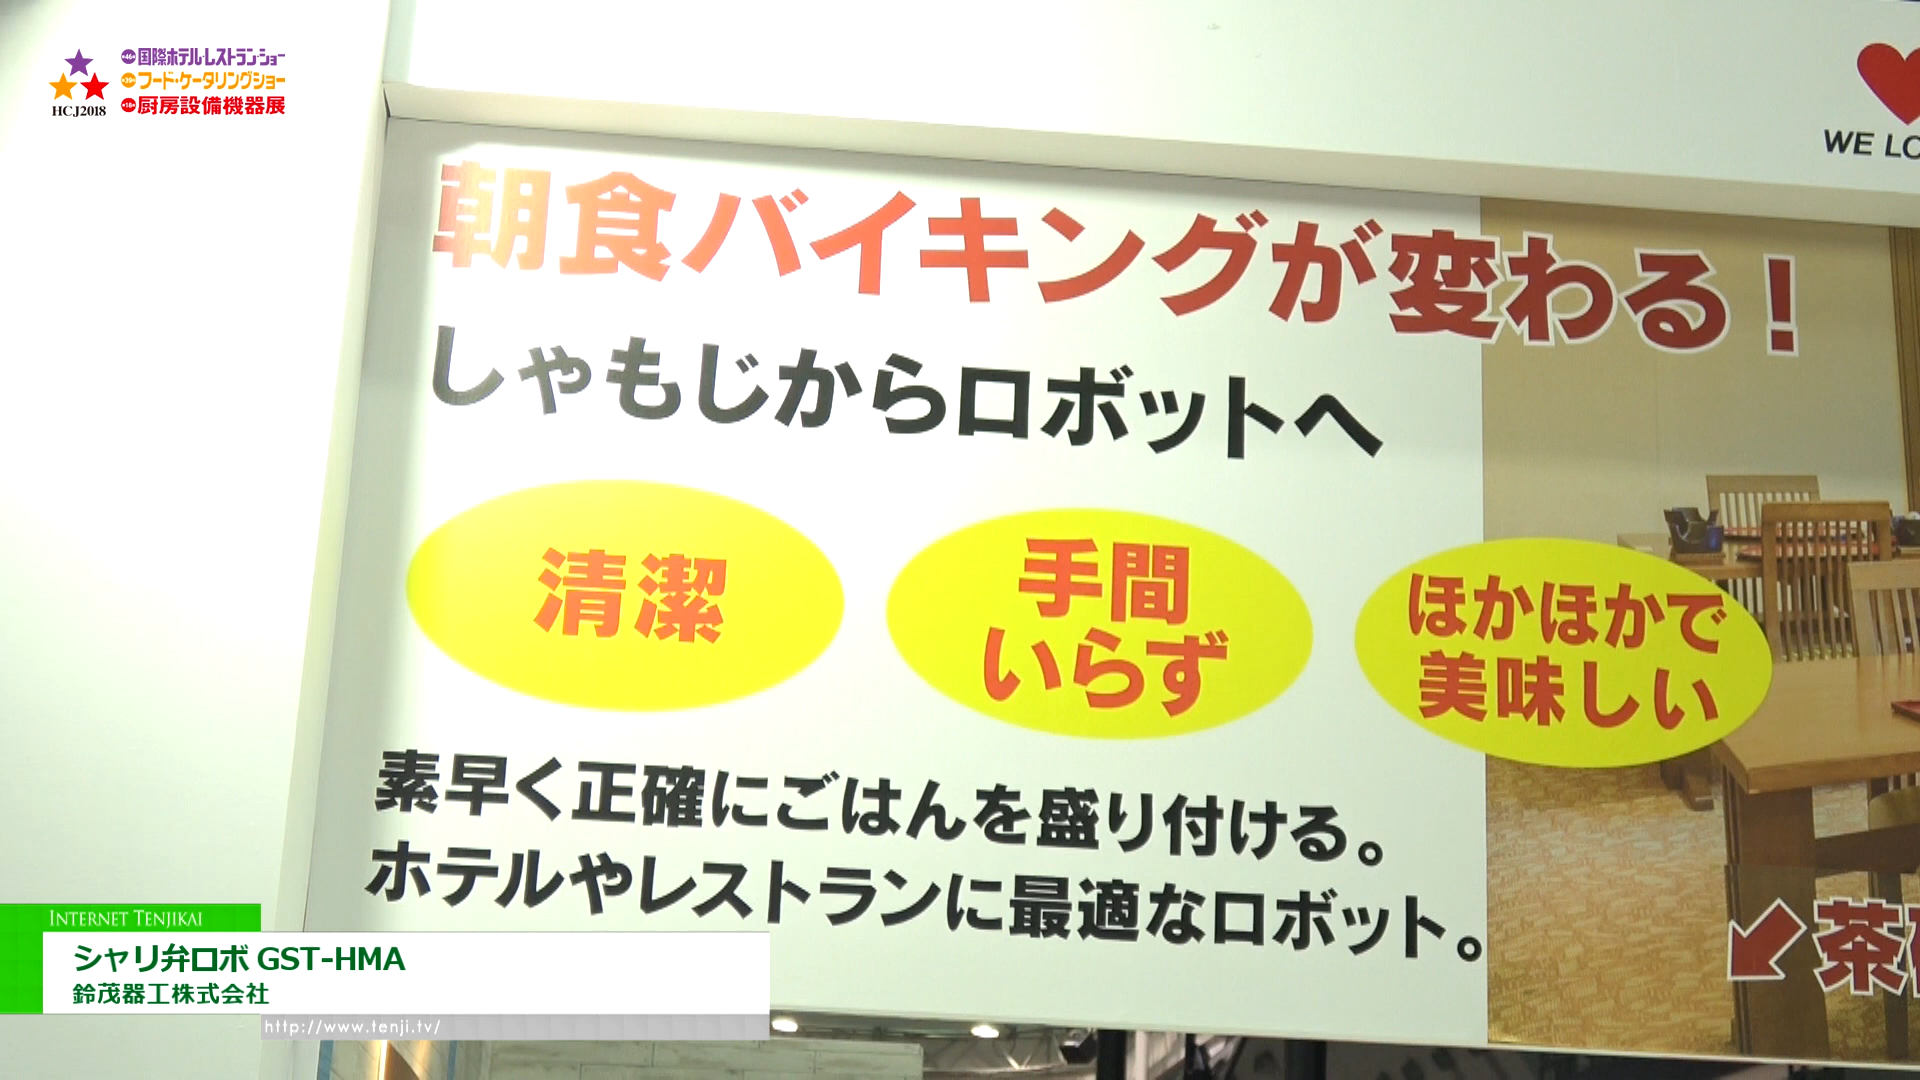 国際ホテル・レストラン・ショー
フード・ケータリングショー
厨房設備機器展
HCJ2018
WE LO
朝食バイキングが変わる！
しゃもじからロボットへ
清潔
手間
いらず
ほかほかで
美味しい
素早く正確にごはんを盛り付ける。
ホテルやレストランに最適なロボット。
茶
INTERNET TENJIKAI
シャリ弁ロボ GST-HMA
鈴茂器工株式会社
http://www.tenji.tv/